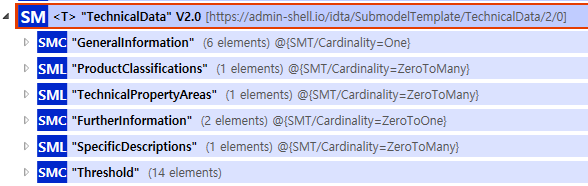 SM <T> "TechnicalData" V2.0 [https://admin-shell.io/idta/SubmodelTemplate/TechnicalData/2/0]
SMC "GeneralInformation" (6 elements) @{SMT/Cardinality=One}
SML "ProductClassifications" (1 elements) @{SMT/Cardinality=ZeroToMany}
SML "TechnicalPropertyAreas" (1 elements) @{SMT/Cardinality=ZeroToMany}
SMC "FurtherInformation" (2 elements) @{SMT/Cardinality=ZeroToOne}
SML "SpecificDescriptions" (1 elements) @{SMT/Cardinality=ZeroToMany}
SMC "Threshold" (14 elements)